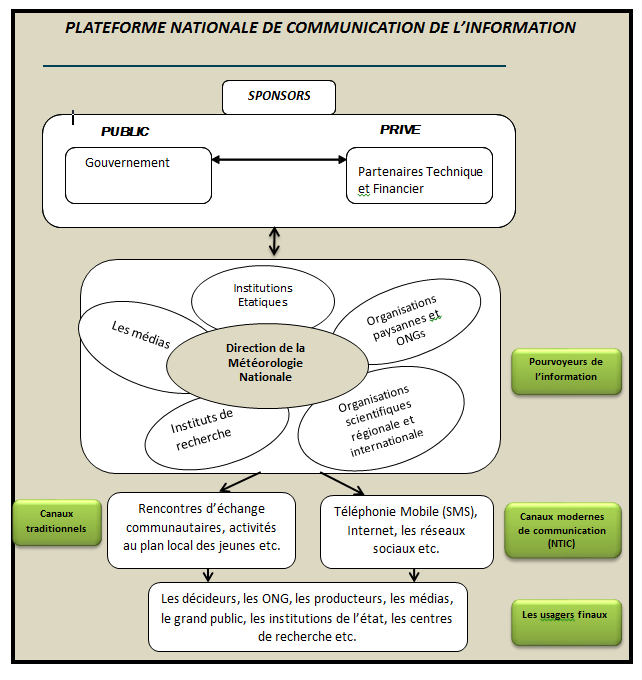 PLATEFORME NATIONALE DE COMMUNICATION DE L’INFORMATION
SPONSORS
PUBLIC
PRIVE
Gouvernement
Partenaires Technique
et Financier
Institutions
Etatiques
Les médias
Organisations
paysannes et
ONGs
Direction de la
Météorologie
Nationale
Instituts de
recherche
Organisations
scientifiques
régionale et
internationale
Pourvoyeurs de
l’information
Canaux
traditionnels
Rencontres d’échange
communautaires, activités
au plan local des jeunes etc.
Téléphonie Mobile (SMS),
Internet, les réseaux
sociaux etc.
Canaux modernes
de communication
(NTIC)
Les décideurs, les ONG, les producteurs, les médias,
le grand public, les institutions de l’état, les centres
de recherche etc.
Les usagers finaux